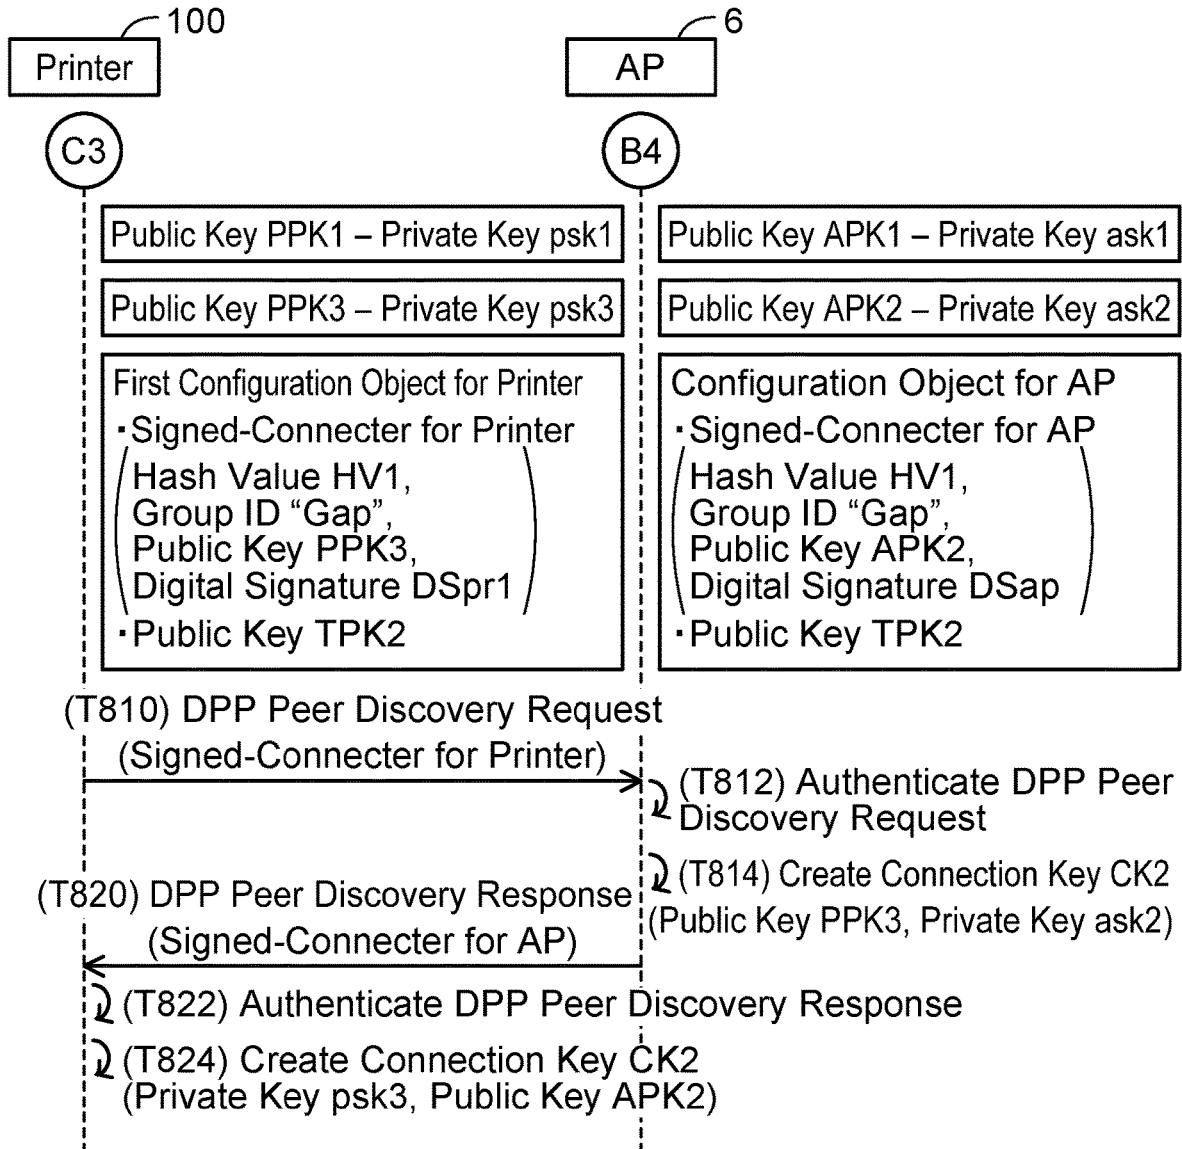 100
6
Printer
AP
C3
B4
Public Key PPK1 – Private Key psk1
Public Key APK1 – Private Key ask1
Public Key PPK3 – Private Key psk3
Public Key APK2 – Private Key ask2
First Configuration Object for Printer
・Signed-Connecter for Printer
Hash Value HV1,
Group ID “Gap”,
Public Key PPK3,
Digital Signature DSpr1
・Public Key TPK2
Configuration Object for AP
・Signed-Connecter for AP
Hash Value HV1,
Group ID “Gap”,
Public Key APK2,
Digital Signature DSap
・Public Key TPK2
(T810) DPP Peer Discovery Request
(Signed-Connecter for Printer)
(T812) Authenticate DPP Peer
Discovery Request
(T814) Create Connection Key CK2
(Public Key PPK3, Private Key ask2)
(T820) DPP Peer Discovery Response
(Signed-Connecter for AP)
(T822) Authenticate DPP Peer Discovery Response
(T824) Create Connection Key CK2
(Private Key psk3, Public Key APK2)